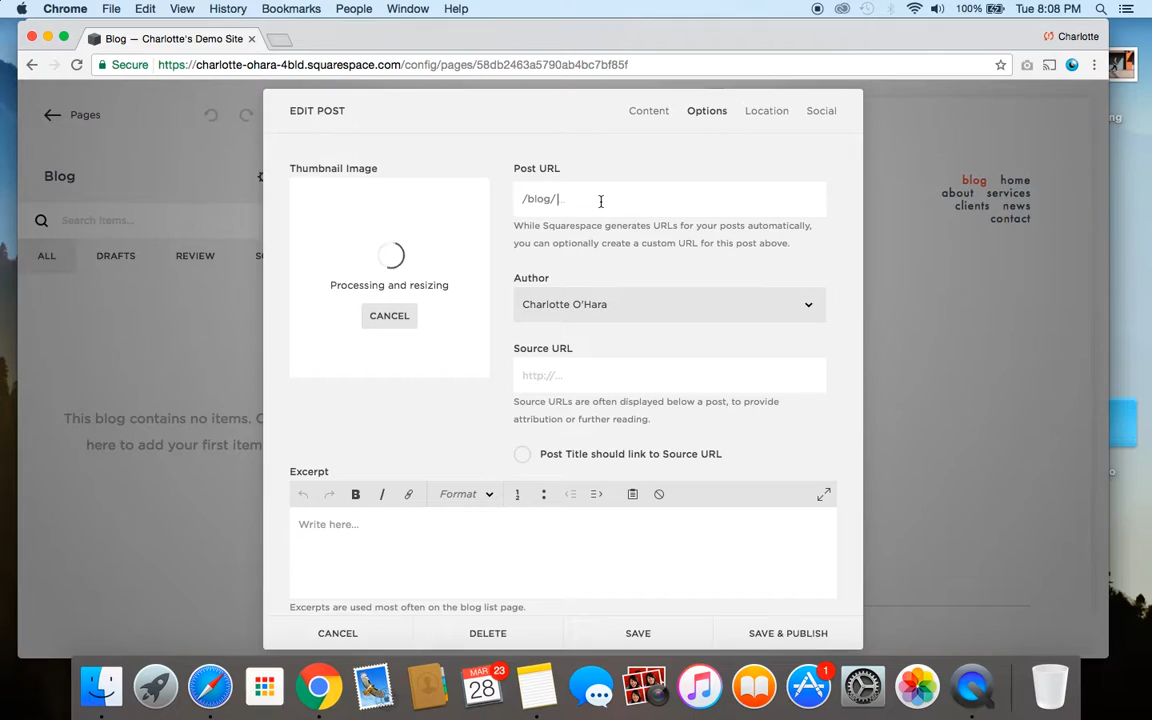 Chrome File Edit View History Bookmarks People Window Help 100% Tue 8:08 PM
Blog — Charlotte's Demo Site Charlotte
Secure https://charlotte-ohara-4bld.squarespace.com/config/pages/58db2463a5790ab4bc7bf85f
Pages
Blog
Search items...
ALL DRAFTS REVIEW
This blog contains no items. C
here to add your first item
EDIT POST Content Options Location Social
Thumbnail Image
Processing and resizing
CANCEL
Post URL
/blog/...
While Squarespace generates URLs for your posts automatically,
you can optionally create a custom URL for this post above.
Author
Charlotte O'Hara
Source URL
http://...
Source URLs are often displayed below a post, to provide
attribution or further reading.
Post Title should link to Source URL
Excerpt
B I Format
Write here...
Excerpts are used most often on the blog list page.
CANCEL DELETE SAVE SAVE & PUBLISH
blog home
about services
clients news
contact
MAR 23
28
1